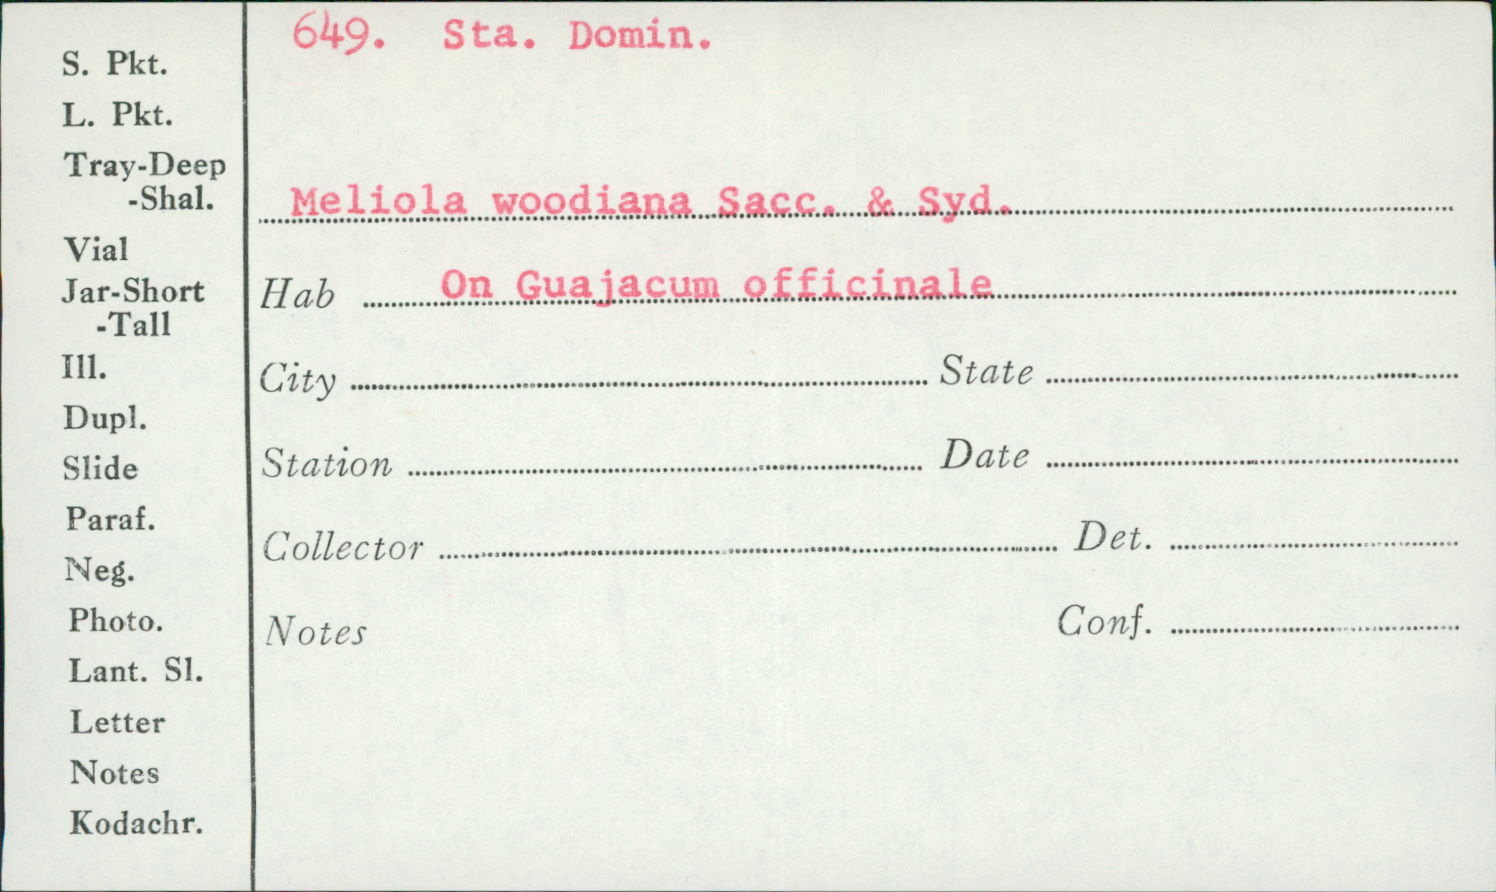 649. Sta. Domin.
S. Pkt.
L. Pkt.
Tray-Deep
-Shal.
Vial
Jar-Short
-Tall
Ill.
Dupl.
Slide
Paraf.
Neg.
Photo.
Lant. Sl.
Letter
Notes
Kodachr.
Meliola woodiana Sacc. & Syd.
Hab On Guajacum officinale
City State
Station Date
Collector Det.
Notes Conf.